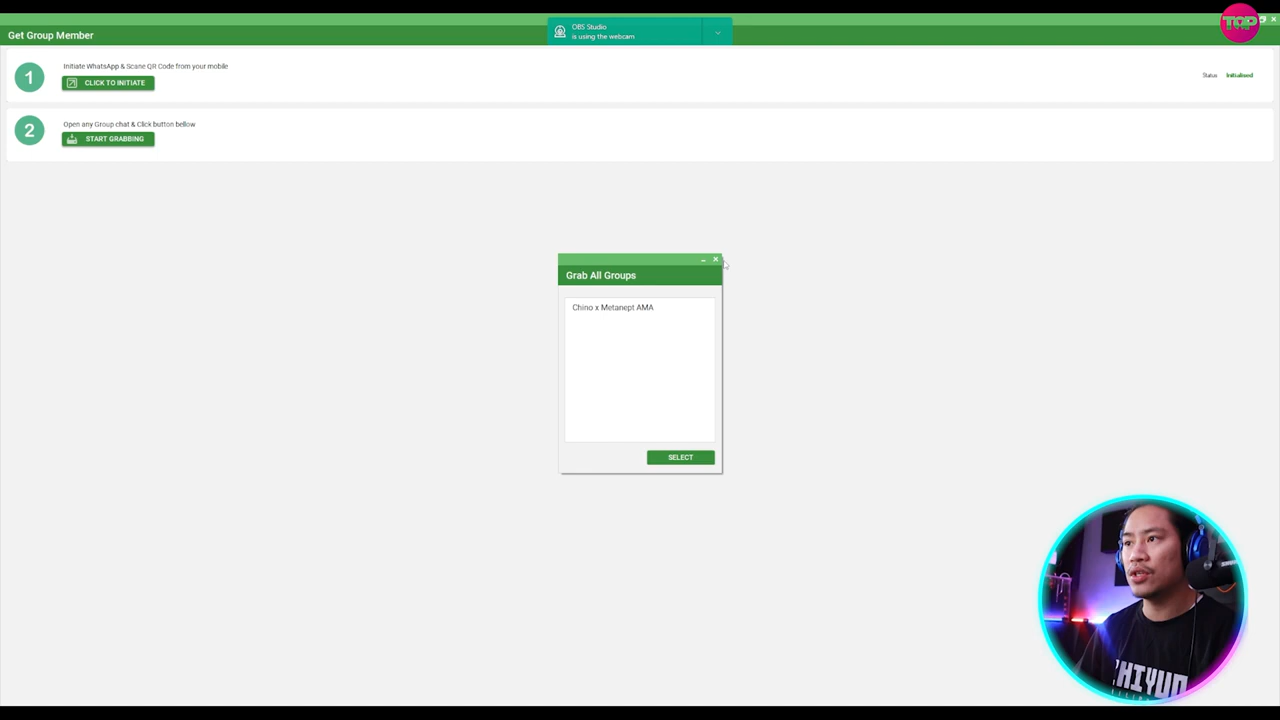 TOP
OBS Studio
is using the webcam
Get Group Member
1
Initiate WhatsApp & Scane QR Code from your mobile
CLICK TO INITIATE
Status
Initialised
2
Open any Group chat & Click button bellow
START GRABBING
Grab All Groups
Chino x Metanept AMA
SELECT